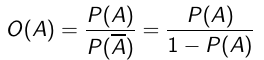 O(A) = P(A) / P(A̅) = P(A) / 1 − P(A)